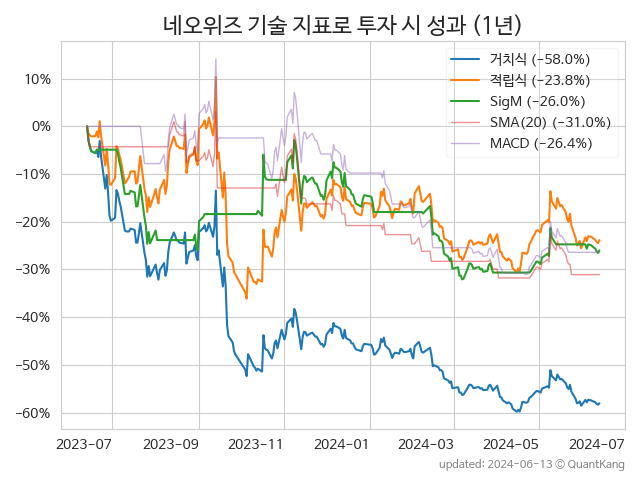 네오위즈 기술 지표로 투자 시 성과 (1년)
거치식 (−58.0%)
적립식 (−23.8%)
SigM (−26.0%)
SMA(20) (−31.0%)
MACD (−26.4%)
10%
0%
−10%
−20%
−30%
−40%
−50%
−60%
2023−07 2023−09 2023−11 2024−01 2024−03 2024−05 2024−07
updated: 2024-06-13 ⓒ QuantKang